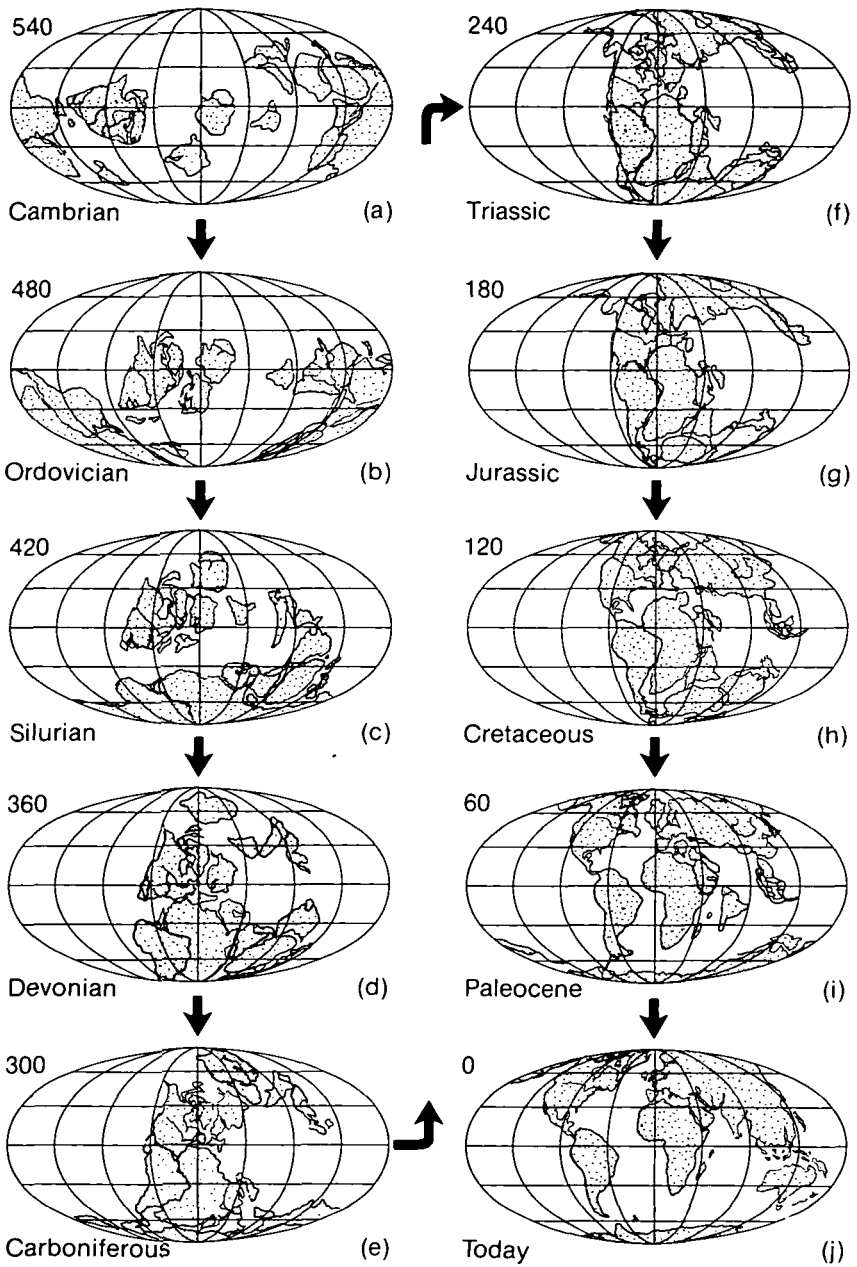 540
Cambrian (a)
480
Ordovician (b)
420
Silurian (c)
360
Devonian (d)
300
Carboniferous (e)
240
Triassic (f)
180
Jurassic (g)
120
Cretaceous (h)
60
Paleocene (i)
0
Today (j)